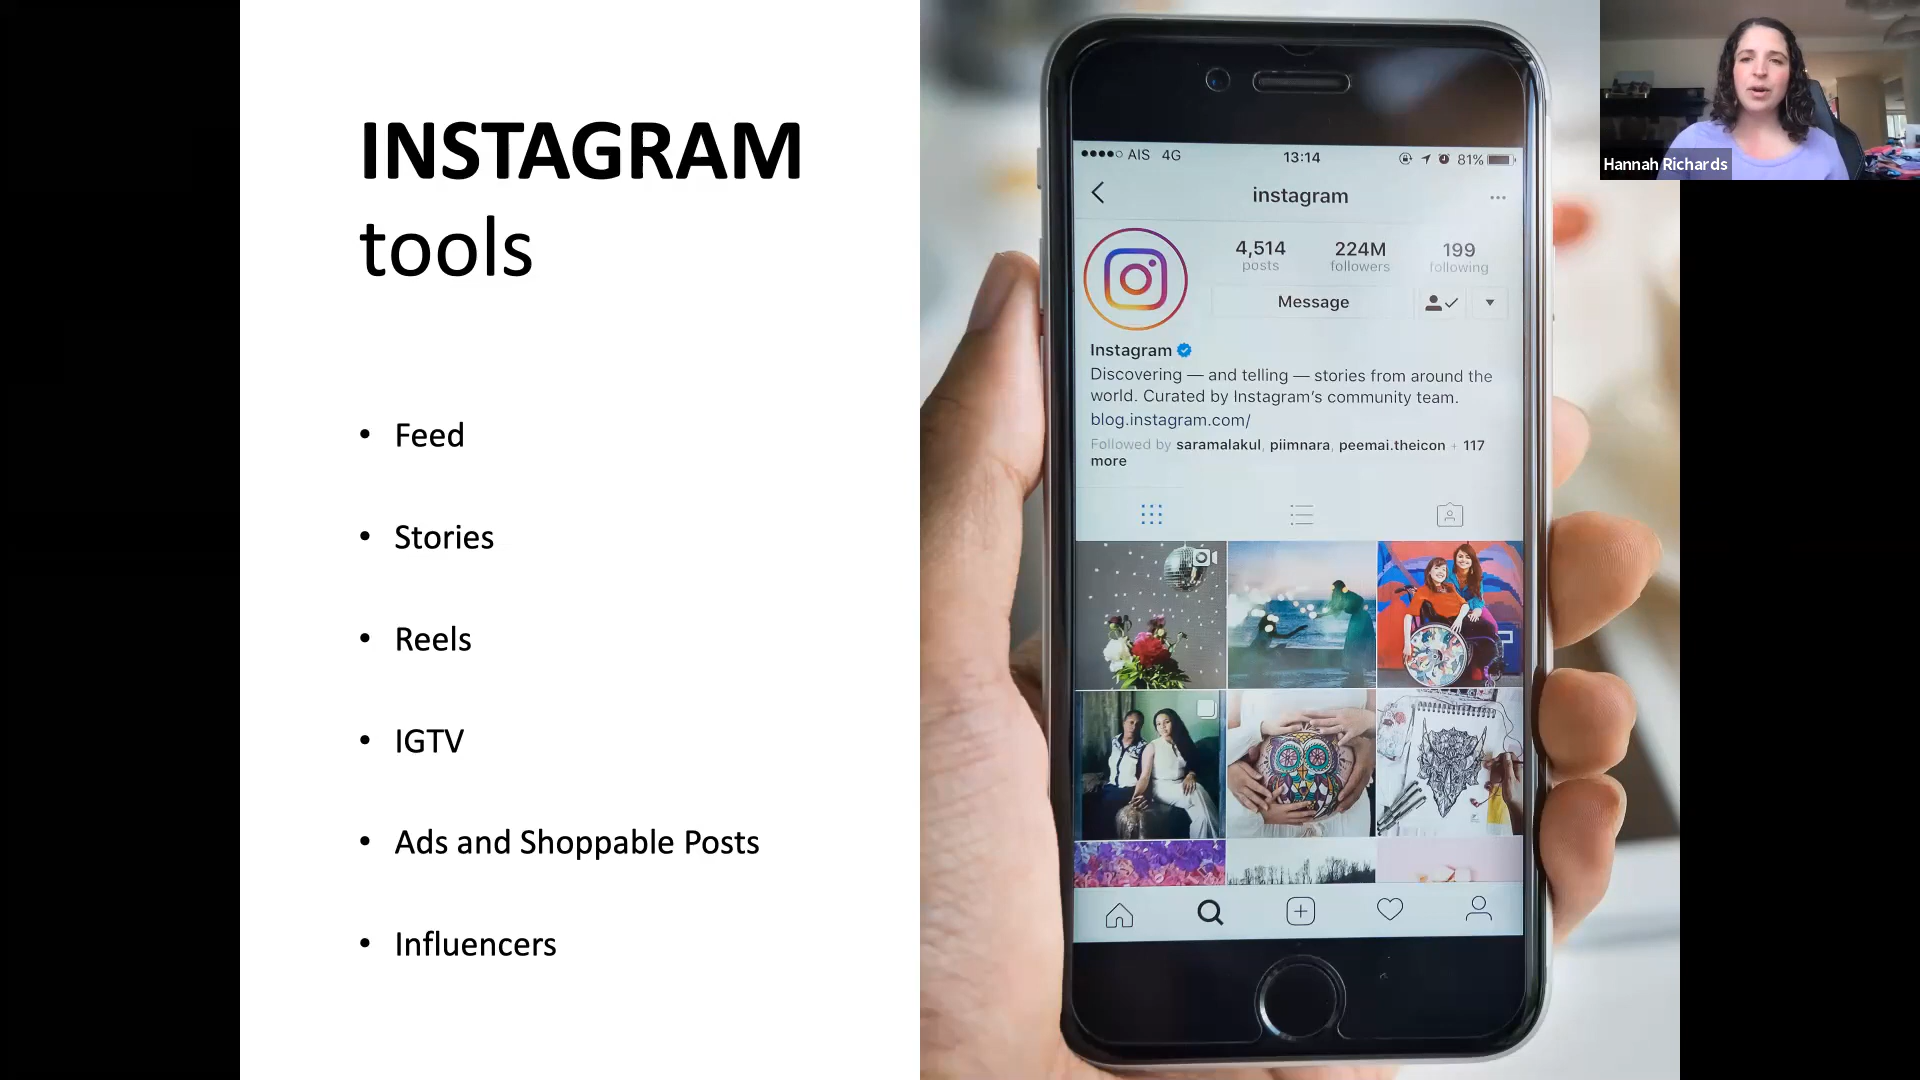 INSTAGRAM
tools
• Feed
• Stories
• Reels
• IGTV
• Ads and Shoppable Posts
• Influencers
AIS 4G 13:14 81%
instagram
4,514 224M 199
posts followers following
Message
Instagram
Discovering — and telling — stories from around the
world. Curated by Instagram's community team.
blog.instagram.com/
Followed by saramalakul, piimnara, peemai.theicon + 117
more
Hannah Richards